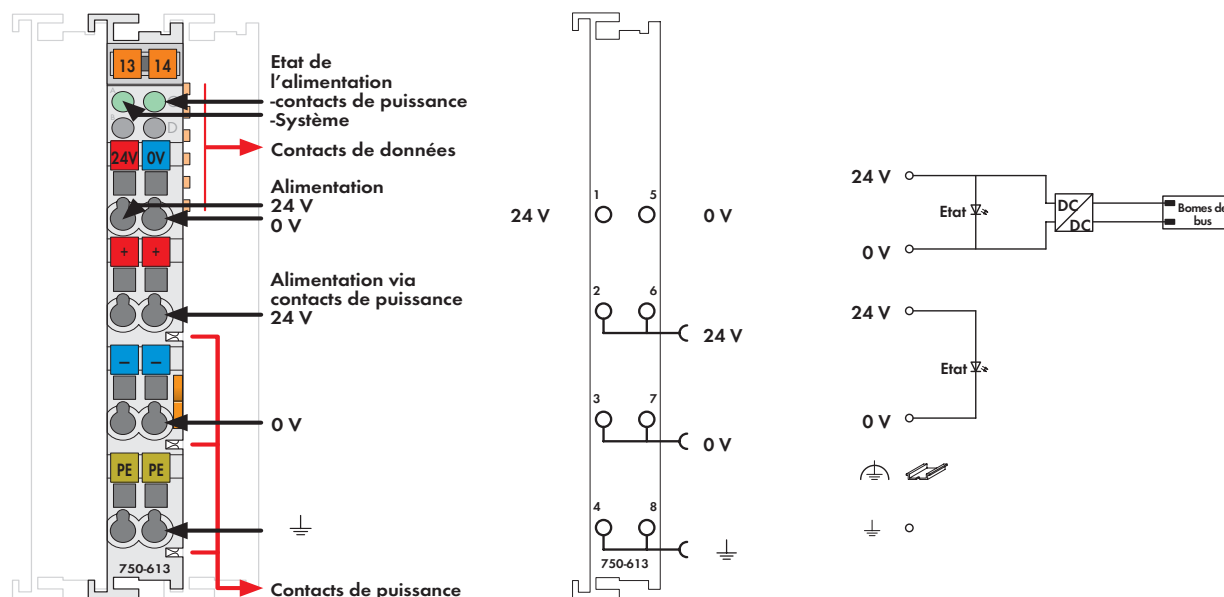 13 14
A C
B D
24V 0V
+ +
– –
PE PE
750-613
Etat de
l'alimentation
-contacts de puissance
-Système
Contacts de données
Alimentation
24 V
0 V
Alimentation via
contacts de puissance
24 V
0 V
Contacts de puissance
24 V
1 5
0 V
2 6
24 V
3 7
0 V
4 8
750-613
24 V
Etat
DC
DC
Bornes de
bus
0 V
24 V
Etat
0 V